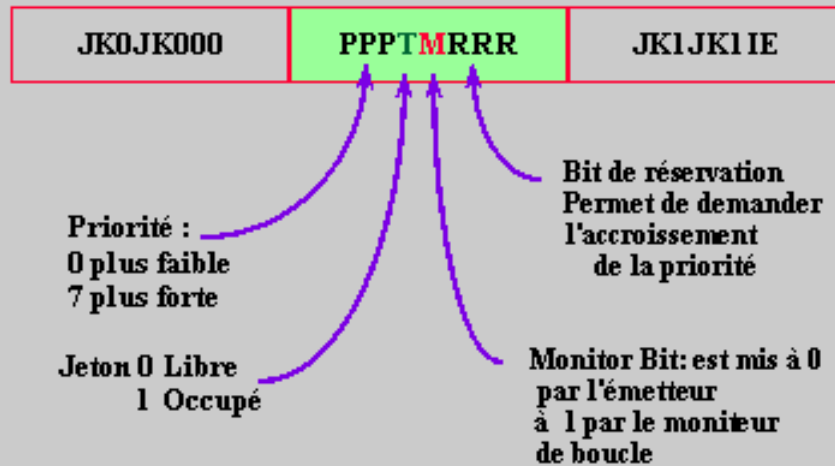 JK0JK000 PPPTMRRR JK1JK1IE
Priorité :
0 plus faible
7 plus forte
Bit de réservation
Permet de demander
l'accroissement
de la priorité
Jeton 0 Libre
1 Occupé
Monitor Bit: est mis à 0
par l'émetteur
à 1 par le moniteur
de boucle